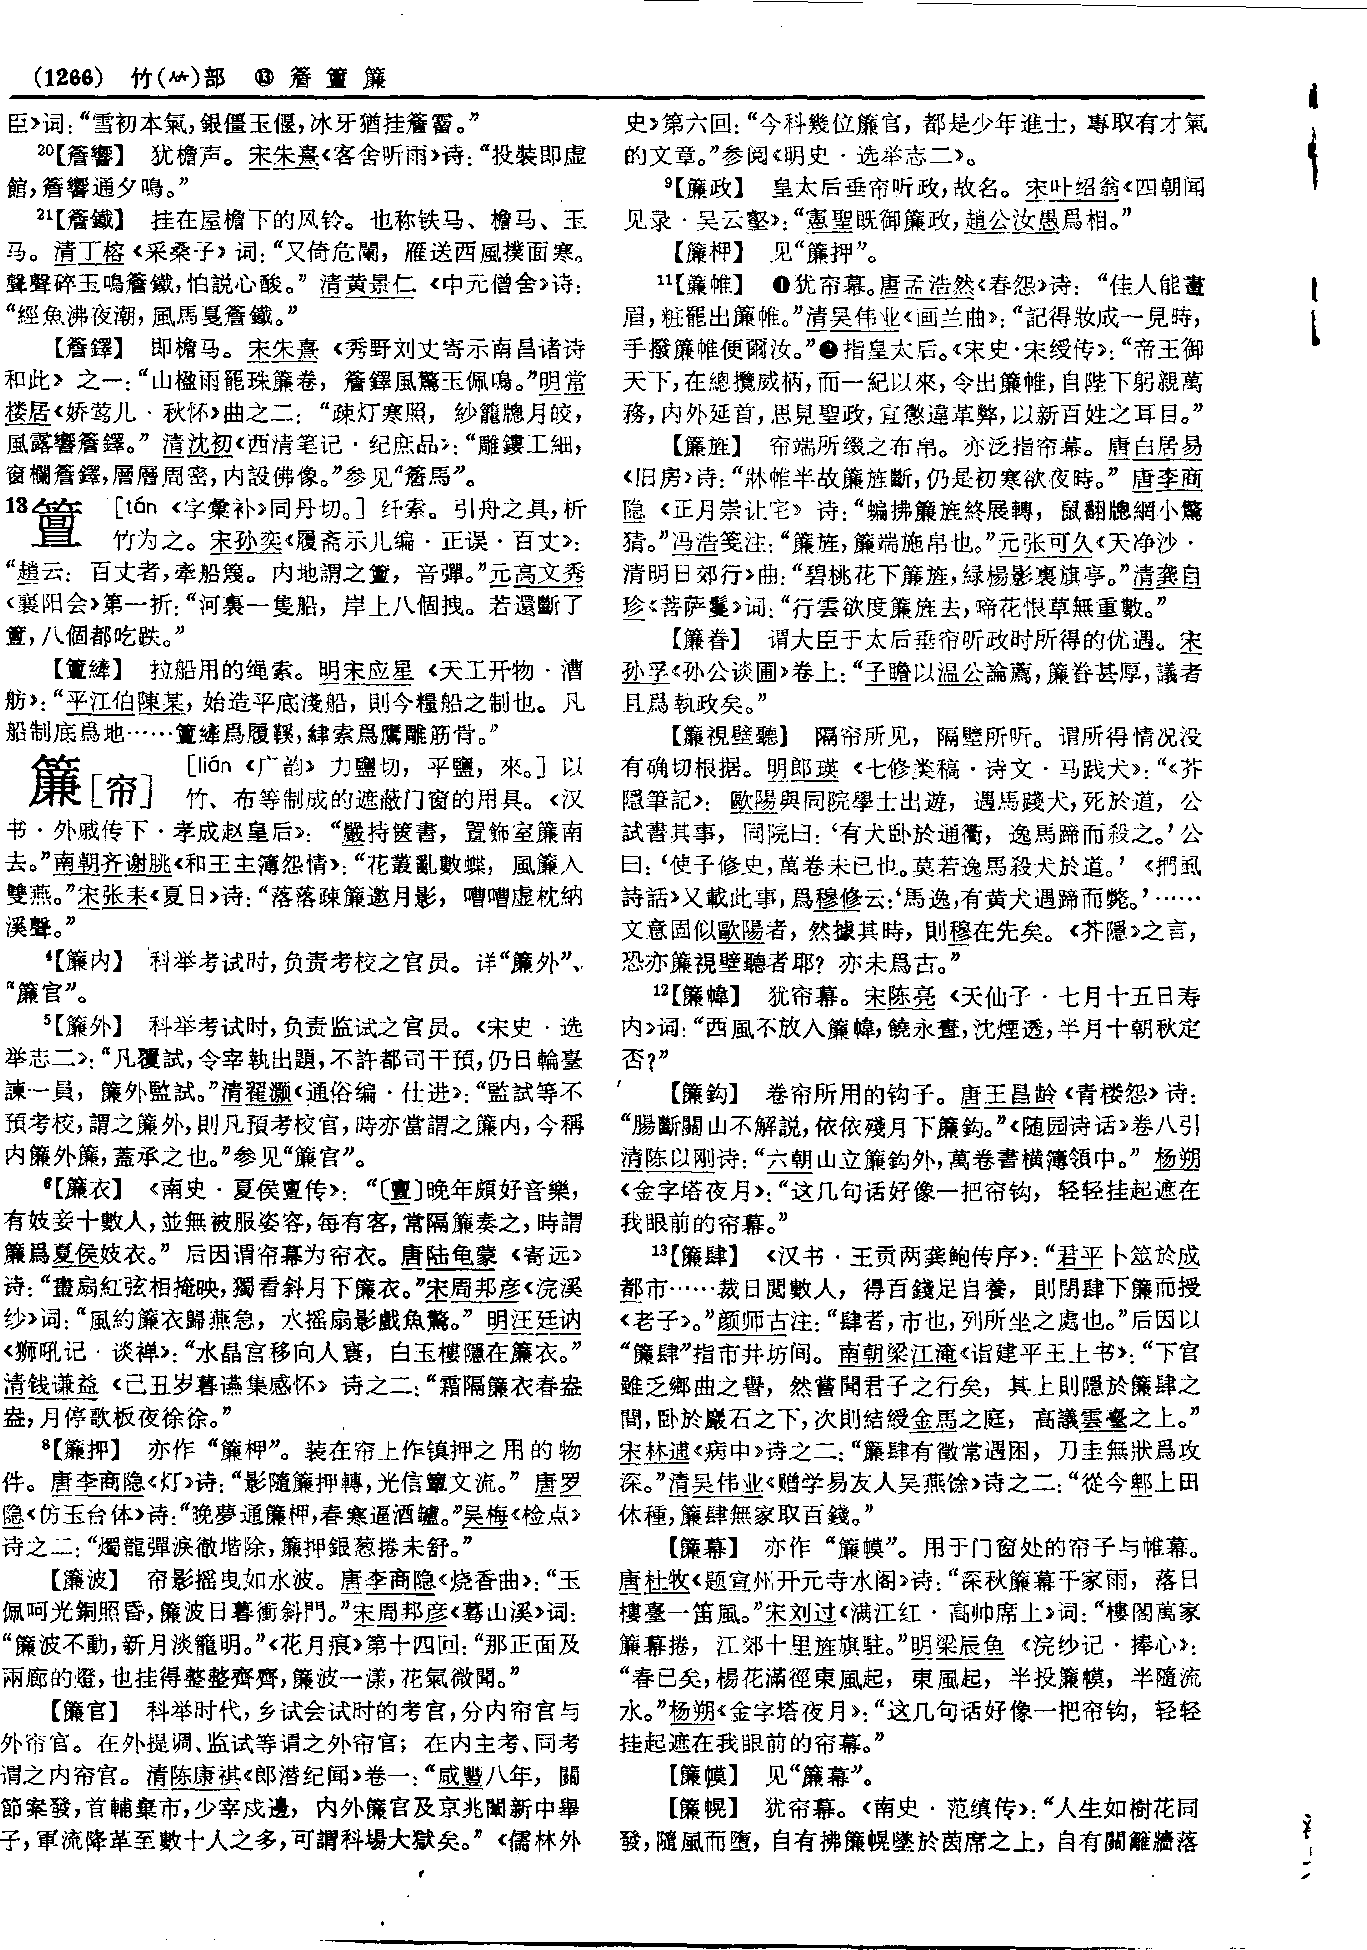 (1266) 竹(⺮)部 ⓭ 簷𥴊簾
臣》词：“雪初本氣，銀僵玉偃，冰牙猶挂簷霤。”
20【簷響】 犹檐声。宋朱熹《客舍听雨》诗：“投裝即虛
館，簷響通夕鳴。”
21【簷鐵】 挂在屋檐下的风铃。也称铁马、檐马、玉
马。清丁榕《采桑子》词：“又倚危闌，雁送西風撲面寒。
聲聲碎玉鳴簷鐵，怕説心酸。”清黄景仁《中元僧舍》诗：
“經魚沸夜潮，風馬戛簷鐵。”
【簷鐸】 即檐马。宋朱熹《秀野刘丈寄示南昌诸诗
和此》之一：“山楹雨罷珠簾卷，簷鐸風驚玉佩鳴。”明常
楼居《娇莺儿·秋怀》曲之二：“疎灯寒照，紗籠牕月皎，
風露響簷鐸。”清沈初《西清笔记·纪庶品》：“雕鏤工細，
窗欄簷鐸，層層周密，内設佛像。”参见“簷馬”。
13𥴊 ［tán《字彙补》同丹切。］纤索。引舟之具，析
竹为之。宋孙奕《履斋示儿编·正误·百丈》：
“趙云：百丈者，牽船篾。内地謂之𥴊，音彈。”元高文秀
《襄阳会》第一折：“河裏一隻船，岸上八個拽。若還斷了
𥴊，八個都吃跌。”
【𥴊繂】 拉船用的绳索。明宋应星《天工开物·漕
舫》：“平江伯陳某，始造平底淺船，則今糧船之制也。凡
船制底爲地……𥴊繂爲履鞵，繂索爲鷹雕筋骨。”
簾［帘］ ［lián《广韵》力鹽切，平鹽，來。］以
竹、布等制成的遮蔽门窗的用具。《汉
书·外戚传下·孝成赵皇后》：“嚴持篋書，置飾室簾南
去。”南朝齐谢朓《和王主簿怨情》：“花叢亂數蝶，風簾入
雙燕。”宋张耒《夏日》诗：“落落疎簾邀月影，嘈嘈虛枕納
溪聲。”
4【簾内】 科举考试时，负责考校之官员。详“簾外”、
“簾官”。
5【簾外】 科举考试时，负责监试之官员。《宋史·选
举志二》：“凡覆試，令宰執出題，不許都司干預，仍日輪臺
諫一員，簾外監試。”清翟灏《通俗编·仕进》：“監試等不
預考校，謂之簾外，則凡預考校官，時亦當謂之簾内，今稱
内簾外簾，蓋承之也。”参见“簾官”。
6【簾衣】 《南史·夏侯亶传》：“［亶］晚年頗好音樂，
有妓妾十數人，並無被服姿容，每有客，常隔簾奏之，時謂
簾爲夏侯妓衣。”后因谓帘幕为帘衣。唐陆龟蒙《寄远》
诗：“畫扇紅弦相掩映，獨看斜月下簾衣。”宋周邦彦《浣溪
纱》词：“風約簾衣歸燕急，水摇扇影戲魚驚。”明汪廷讷
《狮吼记·谈禅》：“水晶宫移向人寰，白玉樓隱在簾衣。”
清钱谦益《己丑岁暮讌集感怀》诗之二：“霜隔簾衣春盎
盎，月停歌板夜徐徐。”
8【簾押】 亦作“簾柙”。装在帘上作镇押之用的物
件。唐李商隐《灯》诗：“影隨簾押轉，光信簟文流。”唐罗
隐《仿玉台体》诗：“晚夢通簾柙，春寒逼酒罏。”吴梅《检点》
诗之二：“燭龍彈淚徹堦除，簾押銀葱捲未舒。”
【簾波】 帘影摇曳如水波。唐李商隐《烧香曲》：“玉
佩呵光銅照昏，簾波日暮衝斜門。”宋周邦彦《蓦山溪》词：
“簾波不動，新月淡籠明。”《花月痕》第十四回：“那正面及
兩廊的燈，也挂得整整齊齊，簾波一漾，花氣微聞。”
【簾官】 科举时代，乡试会试时的考官，分内帘官与
外帘官。在外提调、监试等谓之外帘官；在内主考、同考
谓之内帘官。清陈康祺《郎潜纪闻》卷一：“咸豐八年，關
節案發，首輔棄市，少宰戍邊，内外簾官及京兆闈新中舉
子，軍流降革至數十人之多，可謂科場大獄矣。”《儒林外
史》第六回：“今科幾位簾官，都是少年進士，專取有才氣
的文章。”参阅《明史·选举志二》。
9【簾政】 皇太后垂帘听政，故名。宋叶绍翁《四朝闻
见录·吴云壑》：“憲聖既御簾政，趙公汝愚爲相。”
【簾柙】 见“簾押”。
11【簾帷】 ❶犹帘幕。唐孟浩然《春怨》诗：“佳人能畫
眉，粧罷出簾帷。”清吴伟业《画兰曲》：“記得妝成一見時，
手撥簾帷便爾汝。”❷指皇太后。《宋史·宋绶传》：“帝王御
天下，在總攬威柄，而一紀以來，令出簾帷，自陛下躬親萬
務，内外延首，思見聖政，宜懲違革弊，以新百姓之耳目。”
【簾旌】 帘端所缀之布帛。亦泛指帘幕。唐白居易
《旧房》诗：“牀帷半故簾旌斷，仍是初寒欲夜時。”唐李商
隐《正月崇让宅》诗：“蝙拂簾旌終展轉，鼠翻牕網小驚
猜。”冯浩笺注：“簾旌，簾端施帛也。”元张可久《天净沙·
清明日郊行》曲：“碧桃花下簾旌，緑楊影裏旗亭。”清龚自
珍《菩萨鬘》词：“行雲欲度簾旌去，啼花恨草無重數。”
【簾眷】 谓大臣于太后垂帘听政时所得的优遇。宋
孙孚《孙公谈圃》卷上：“子瞻以温公論薦，簾眷甚厚，議者
且爲執政矣。”
【簾視壁聽】 隔帘所见，隔壁所听。谓所得情况没
有确切根据。明郎瑛《七修类稿·诗文·马践犬》：“《芥
隱筆記》：歐陽與同院學士出遊，遇馬踐犬，死於道，公
試書其事，同院曰：‘有犬卧於通衢，逸馬蹄而殺之。’公
曰：‘使子修史，萬卷未已也。莫若逸馬殺犬於道。’《捫虱
詩話》又載此事，爲穆修云：‘馬逸，有黄犬遇蹄而斃。’……
文意固似歐陽者，然據其時，則穆在先矣。《芥隱》之言，
恐亦簾視壁聽者耶？亦未爲古。”
12【簾幃】 犹帘幕。宋陈亮《天仙子·七月十五日寿
内》词：“西風不放入簾幃，饒永晝，沈煙透，半月十朝秋定
否？”
【簾鈎】 卷帘所用的钩子。唐王昌龄《青楼怨》诗：
“腸斷關山不解説，依依殘月下簾鈎。”《随园诗话》卷八引
清陈以刚诗：“六朝山立簾鈎外，萬卷書横簿領中。”杨朔
《金字塔夜月》：“这几句话好像一把帘钩，轻轻挂起遮在
我眼前的帘幕。”
13【簾肆】 《汉书·王贡两龚鲍传序》：“君平卜筮於成
都市……裁日閲數人，得百錢足自養，則閉肆下簾而授
《老子》。”颜师古注：“肆者，市也，列所坐之處也。”后因以
“簾肆”指市井坊间。南朝梁江淹《诣建平王上书》：“下官
雖乏鄉曲之譽，然嘗聞君子之行矣，其上則隱於簾肆之
間，卧於巖石之下，次則結綬金馬之庭，高議雲臺之上。”
宋林逋《病中》诗之二：“簾肆有徵常遇困，刀圭無狀爲攻
深。”清吴伟业《赠学易友人吴燕馀》诗之二：“從今郫上田
休種，簾肆無家取百錢。”
【簾幕】 亦作“簾幙”。用于门窗处的帘子与帷幕。
唐杜牧《题宣州开元寺水阁》诗：“深秋簾幕千家雨，落日
樓臺一笛風。”宋刘过《满江红·高帅席上》词：“樓閣萬家
簾幕捲，江郊十里旌旗駐。”明梁辰鱼《浣纱记·捧心》：
“春已矣，楊花滿徑東風起，東風起，半投簾幙，半隨流
水。”杨朔《金字塔夜月》：“这几句话好像一把帘钩，轻轻
挂起遮在我眼前的帘幕。”
【簾幙】 见“簾幕”。
【簾幌】 犹帘幕。《南史·范缜传》：“人生如樹花同
發，隨風而墮，自有拂簾幌墜於茵席之上，自有關籬牆落